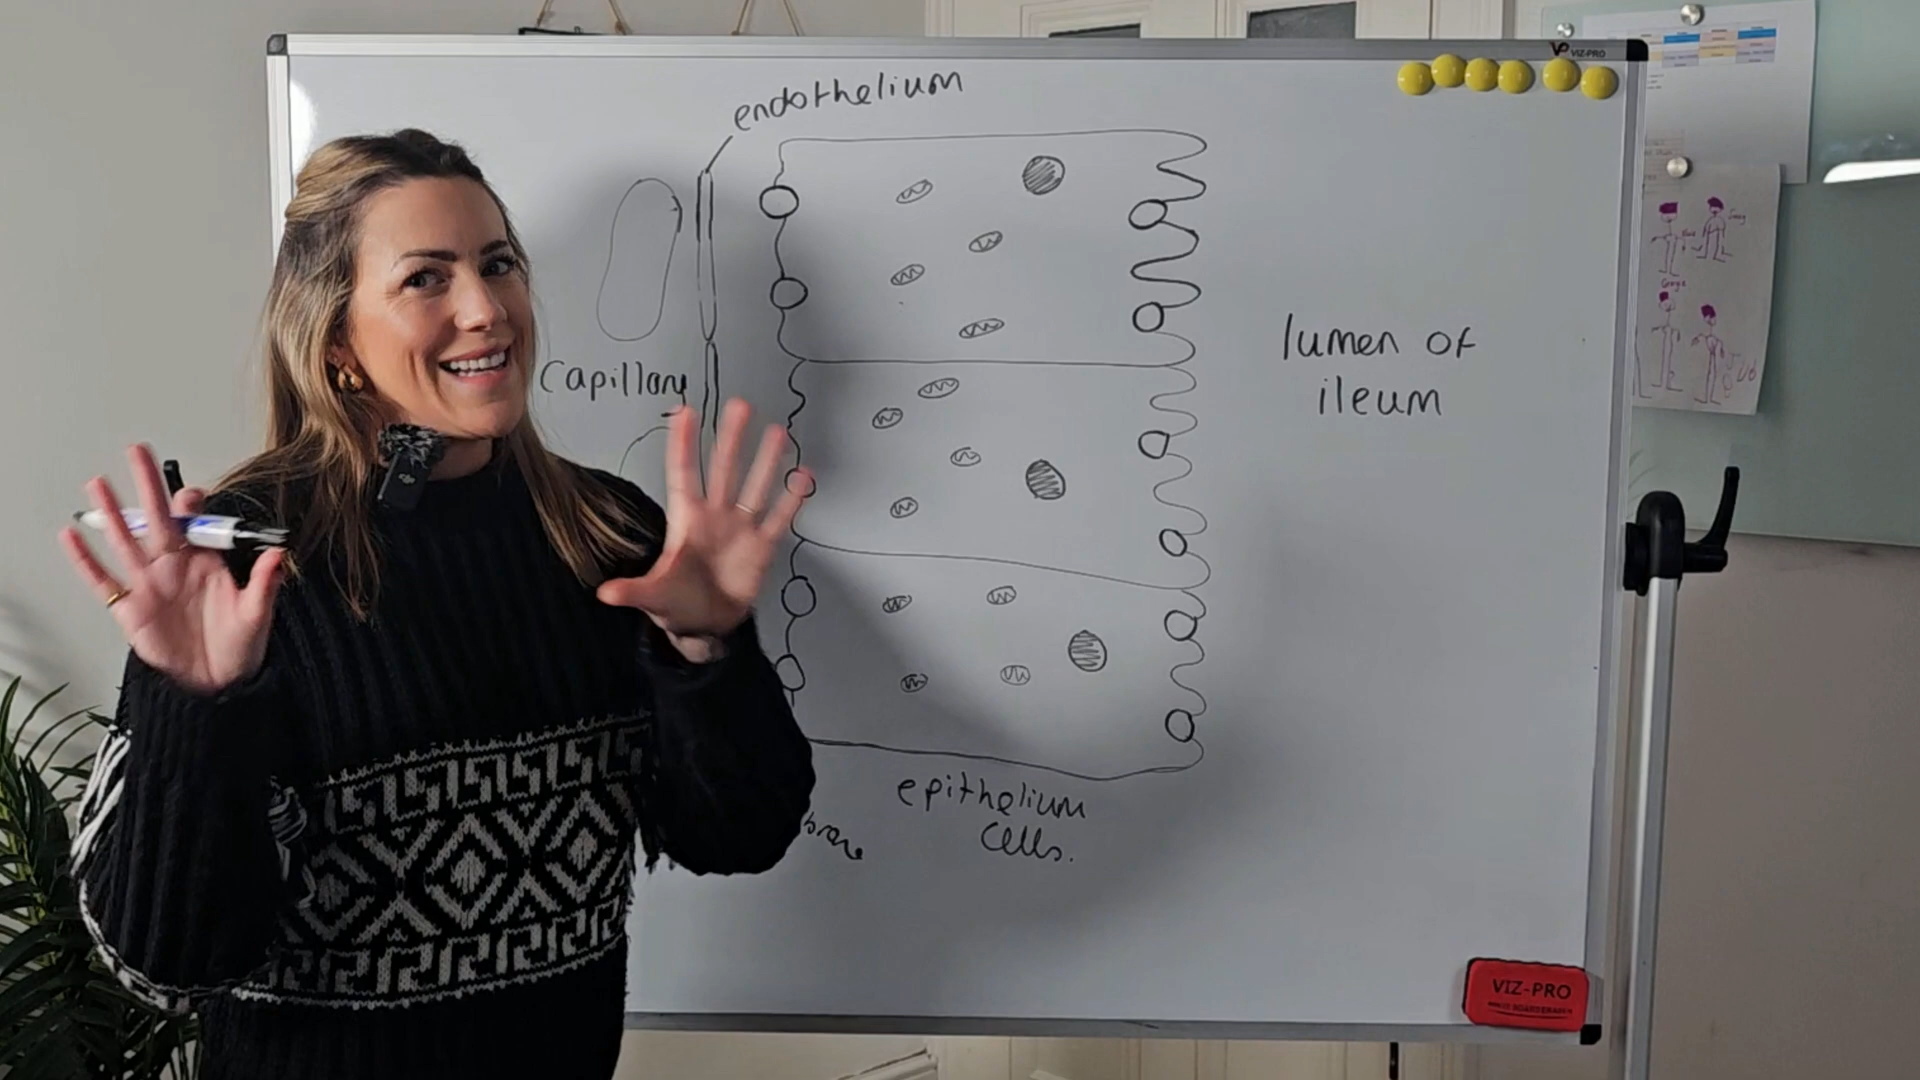 endothelium
VIZ-PRO
Capillary
lumen of
ileum
epithelium
cells.
VIZ-PRO